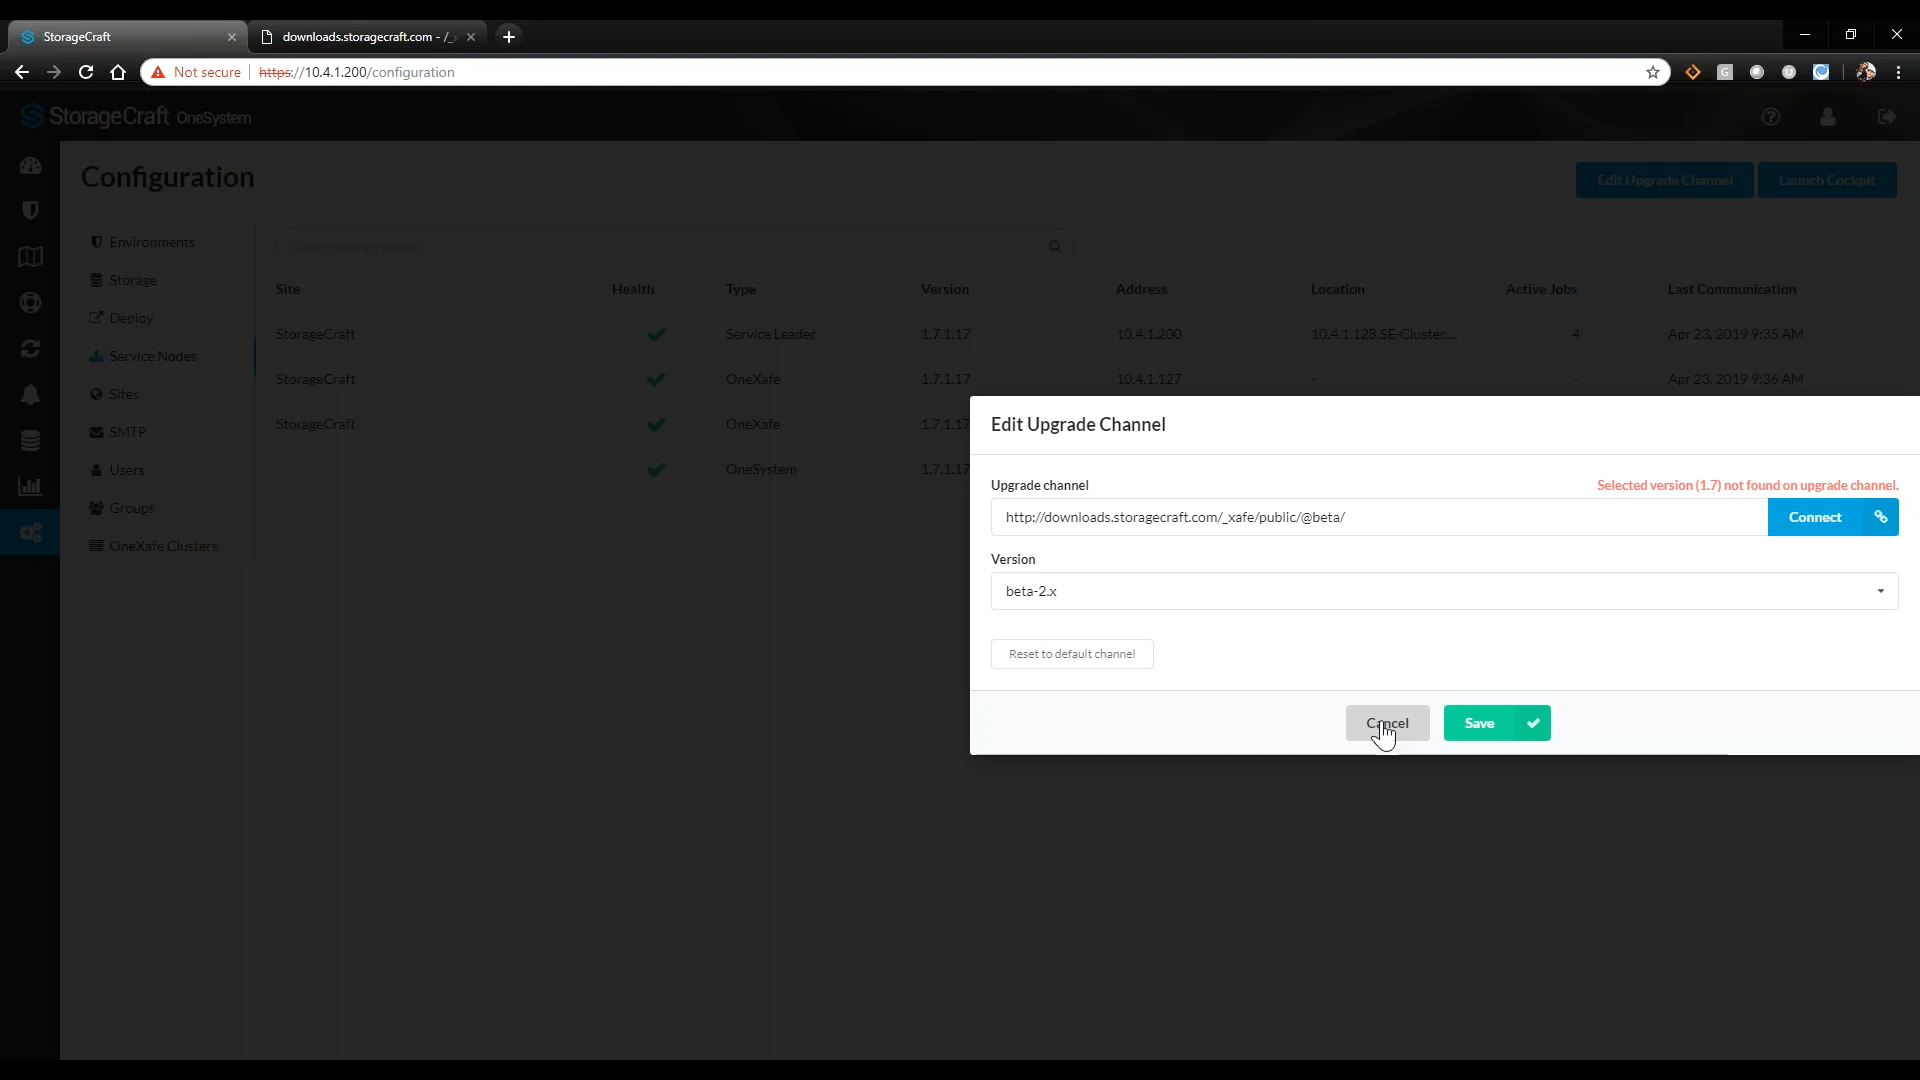 StorageCraft
downloads.storagecraft.com - /_
Not secure
https://10.4.1.200/configuration
StorageCraft OneSystem
Configuration
Edit Upgrade Channel
Launch Cockpit
Environments
Storage
Deploy
Service Nodes
Sites
SMTP
Users
Groups
OneXafe Clusters
Site Health Type Version Address Location Active Jobs Last Communication
StorageCraft Service Leader 1.7.1.17 10.4.1.200 10.4.1.128 SE-Cluster.... 4 Apr 23, 2019 9:35 AM
StorageCraft OneXafe 1.7.1.17 10.4.1.127 - - Apr 23, 2019 9:36 AM
StorageCraft OneXafe 1.7.1.17
OneSystem 1.7.1.17
Edit Upgrade Channel
Upgrade channel
Selected version (1.7) not found on upgrade channel.
http://downloads.storagecraft.com/_xafe/public/@beta/
Connect
Version
beta-2.x
Reset to default channel
Cancel
Save